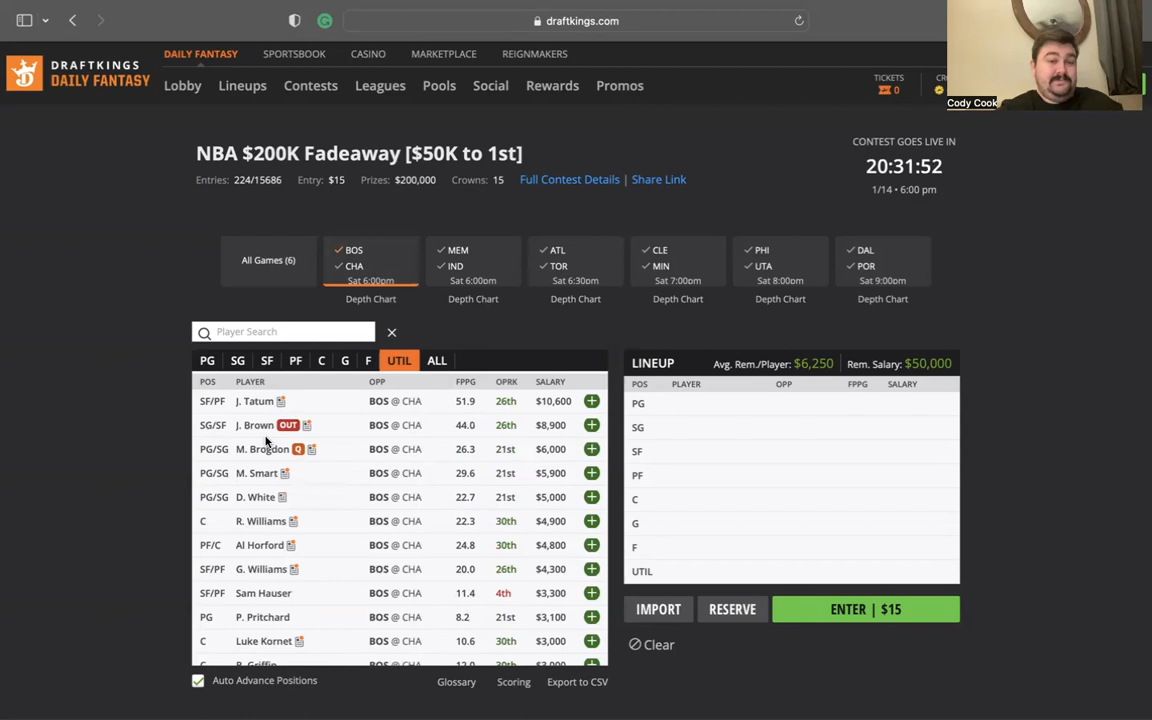 draftkings.com
DAILY FANTASY SPORTSBOOK CASINO MARKETPLACE REIGNMAKERS
DRAFTKINGS
DAILY FANTASY
Lobby Lineups Contests Leagues Pools Social Rewards Promos
TICKETS
0
Cody Cook
NBA $200K Fadeaway [$50K to 1st]
Entries: 224/15686 Entry: $15 Prizes: $200,000 Crowns: 15 Full Contest Details | Share Link
CONTEST GOES LIVE IN
20:31:52
1/14 • 6:00 pm
All Games (6)
BOS
CHA
Sat 6:00pm
Depth Chart
MEM
IND
Sat 6:00pm
Depth Chart
ATL
TOR
Sat 6:30pm
Depth Chart
CLE
MIN
Sat 7:00pm
Depth Chart
PHI
UTA
Sat 8:00pm
Depth Chart
DAL
POR
Sat 9:00pm
Depth Chart
Player Search
PG SG SF PF C G F UTIL ALL
POS PLAYER OPP FPPG OPRK SALARY
SF/PF J. Tatum BOS @ CHA 51.9 26th $10,600
SG/SF J. Brown OUT BOS @ CHA 44.0 26th $8,900
PG/SG M. Brogdon Q BOS @ CHA 26.3 21st $6,000
PG/SG M. Smart BOS @ CHA 29.6 21st $5,900
PG/SG D. White BOS @ CHA 22.7 21st $5,000
C R. Williams BOS @ CHA 22.3 30th $4,900
PF/C Al Horford BOS @ CHA 24.8 30th $4,800
SF/PF G. Williams BOS @ CHA 20.0 26th $4,300
SF/PF Sam Hauser BOS @ CHA 11.4 4th $3,300
PG P. Pritchard BOS @ CHA 8.2 21st $3,100
C Luke Kornet BOS @ CHA 10.6 30th $3,000
C B. Griffin BOS @ CHA 12.0 30th $3,000
Auto Advance Positions Glossary Scoring Export to CSV
LINEUP Avg. Rem./Player: $6,250 Rem. Salary: $50,000
POS PLAYER OPP FPPG SALARY
PG
SG
SF
PF
C
G
F
UTIL
IMPORT RESERVE ENTER | $15
Clear